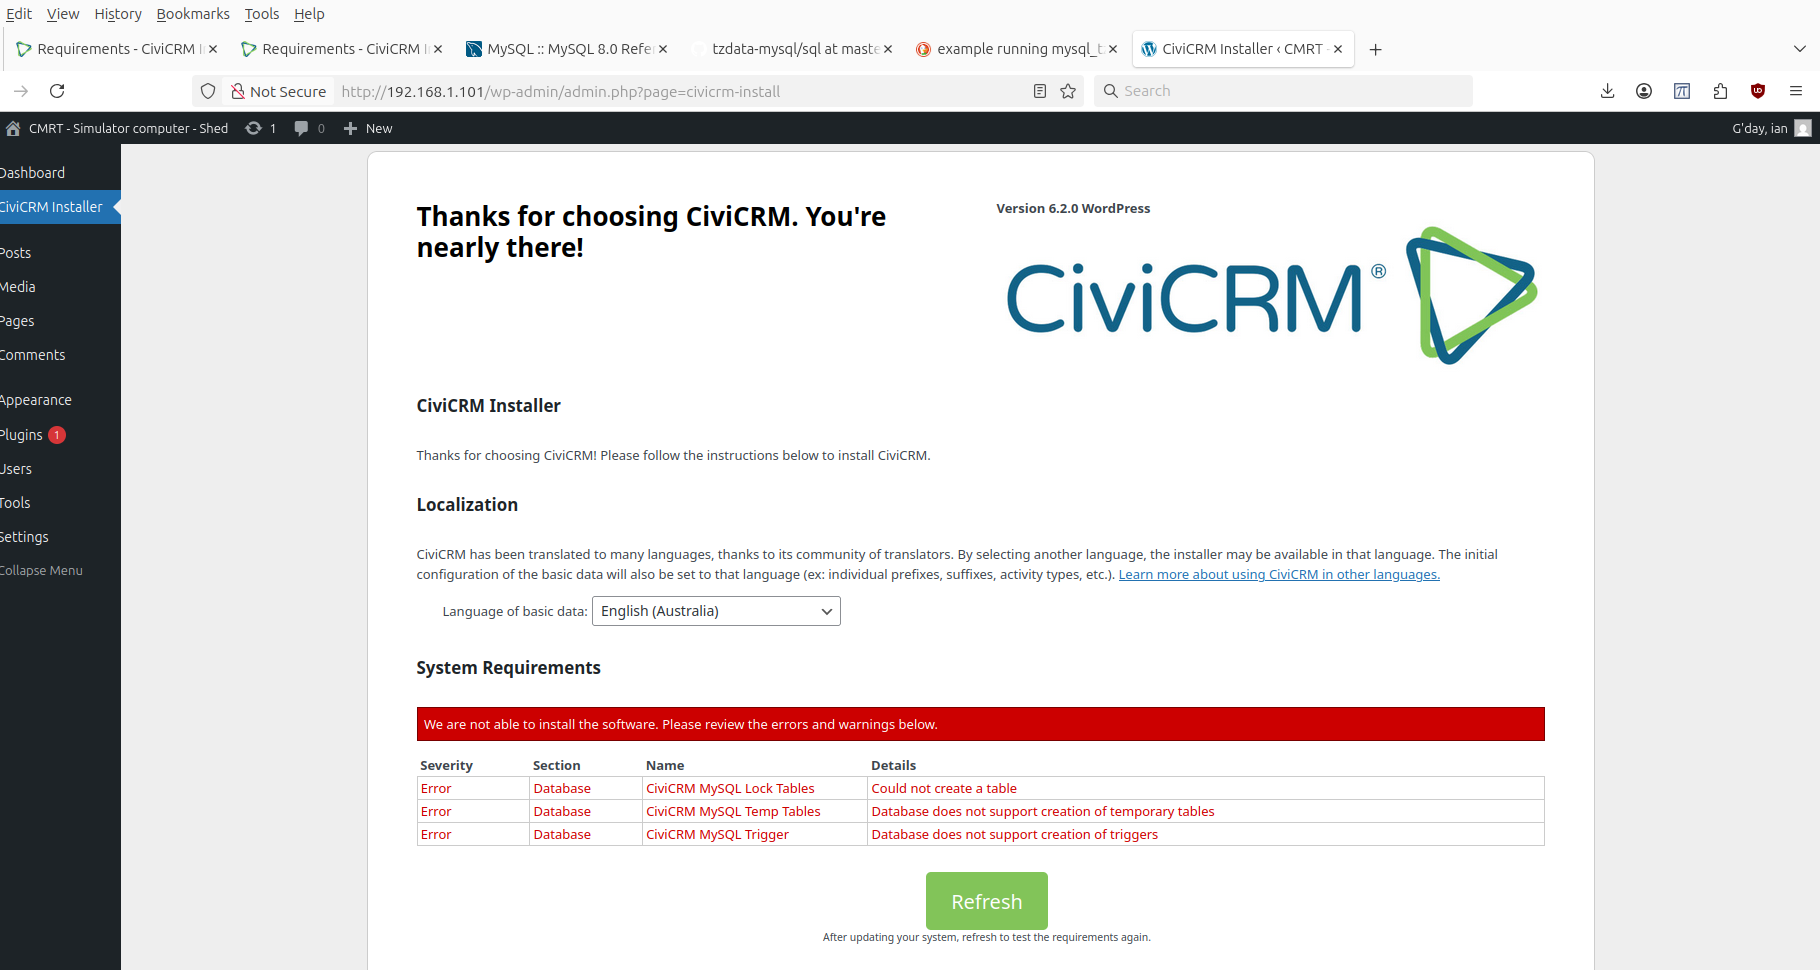 Edit View History Bookmarks Tools Help
Requirements - CiviCRM I Requirements - CiviCRM I MySQL :: MySQL 8.0 Refer tzdata-mysql/sql at maste example running mysql_t CiviCRM Installer ‹ CMRT -
Not Secure http://192.168.1.101/wp-admin/admin.php?page=civicrm-install Search
CMRT - Simulator computer - Shed 1 0 New G'day, ian
Dashboard
CiviCRM Installer
Posts
Media
Pages
Comments
Appearance
Plugins 1
Users
Tools
Settings
Collapse Menu
Thanks for choosing CiviCRM. You're
nearly there!
Version 6.2.0 WordPress
CiviCRM®
CiviCRM Installer
Thanks for choosing CiviCRM! Please follow the instructions below to install CiviCRM.
Localization
CiviCRM has been translated to many languages, thanks to its community of translators. By selecting another language, the installer may be available in that language. The initial
configuration of the basic data will also be set to that language (ex: individual prefixes, suffixes, activity types, etc.). Learn more about using CiviCRM in other languages.
Language of basic data: English (Australia)
System Requirements
We are not able to install the software. Please review the errors and warnings below.
Severity Section Name Details
Error Database CiviCRM MySQL Lock Tables Could not create a table
Error Database CiviCRM MySQL Temp Tables Database does not support creation of temporary tables
Error Database CiviCRM MySQL Trigger Database does not support creation of triggers
Refresh
After updating your system, refresh to test the requirements again.